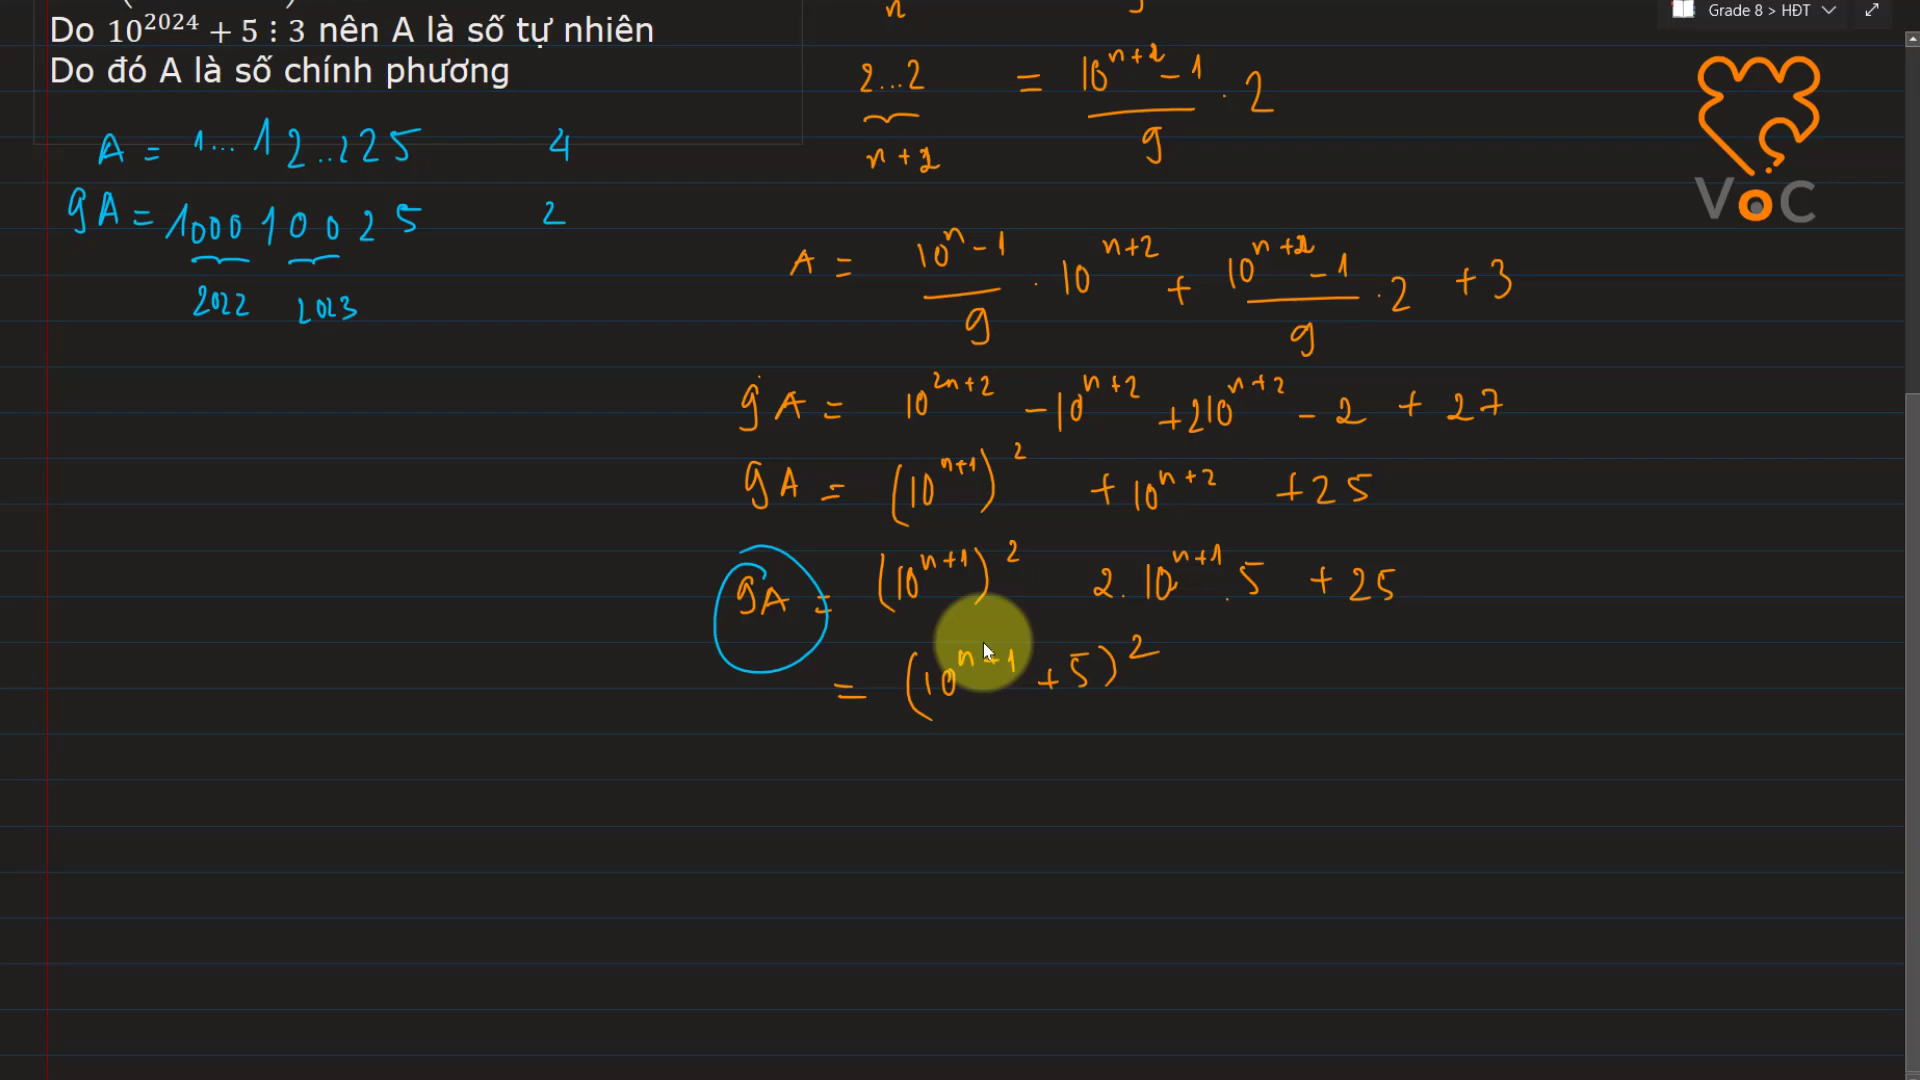 Grade 8 > HĐT
Do 10^2024 + 5 ⋮ 3 nên A là số tự nhiên
Do đó A là số chính phương
A = 1...12..225 4
9A = 100010025 2
2022 2023
n 9
2...2 = (10^(n+2) - 1)/9 . 2
n+2
A = (10^n - 1)/9 . 10^(n+2) + (10^(n+2) - 1)/9 . 2 + 3
9A = 10^(2n+2) - 10^(n+2) + 2 10^(n+2) - 2 + 27
9A = (10^(n+1))^2 + 10^(n+2) + 25
9A = (10^(n+1))^2 2. 10^(n+1) . 5 + 25
= (10^(n+1) + 5)^2
VOC